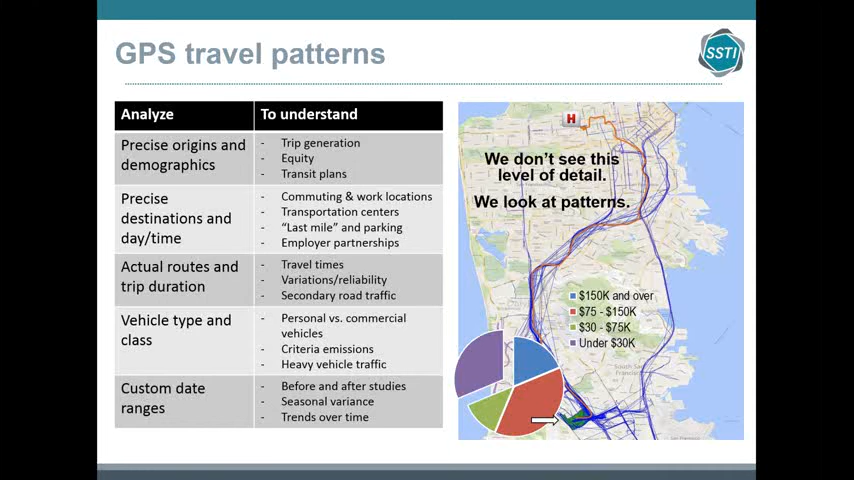 GPS travel patterns
SSTI
Analyze
To understand
Precise origins and
demographics
- Trip generation
- Equity
- Transit plans
Precise
destinations and
day/time
- Commuting & work locations
- Transportation centers
- “Last mile” and parking
- Employer partnerships
Actual routes and
trip duration
- Travel times
- Variations/reliability
- Secondary road traffic
Vehicle type and
class
- Personal vs. commercial
vehicles
- Criteria emissions
- Heavy vehicle traffic
Custom date
ranges
- Before and after studies
- Seasonal variance
- Trends over time
H
We don’t see this
level of detail.
We look at patterns.
$150K and over
$75 - $150K
$30 - $75K
Under $30K
South San